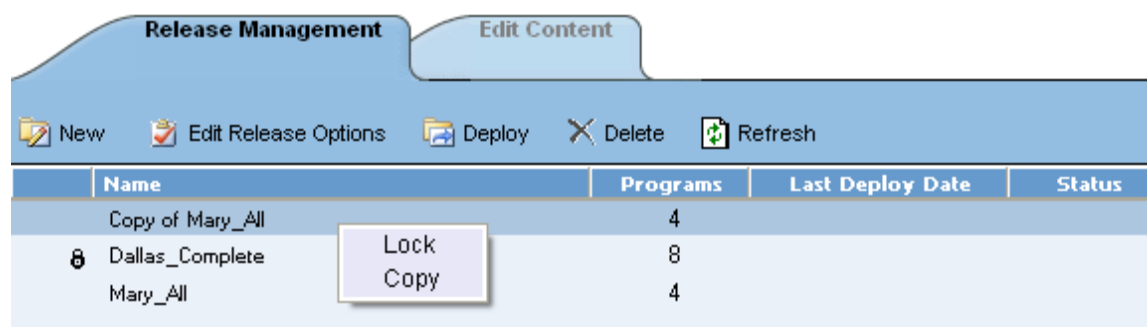 Release Management Edit Content
New Edit Release Options Deploy Delete Refresh
Name Programs Last Deploy Date Status
Copy of Mary_All 4
Lock
Dallas_Complete 8
Copy
Mary_All 4